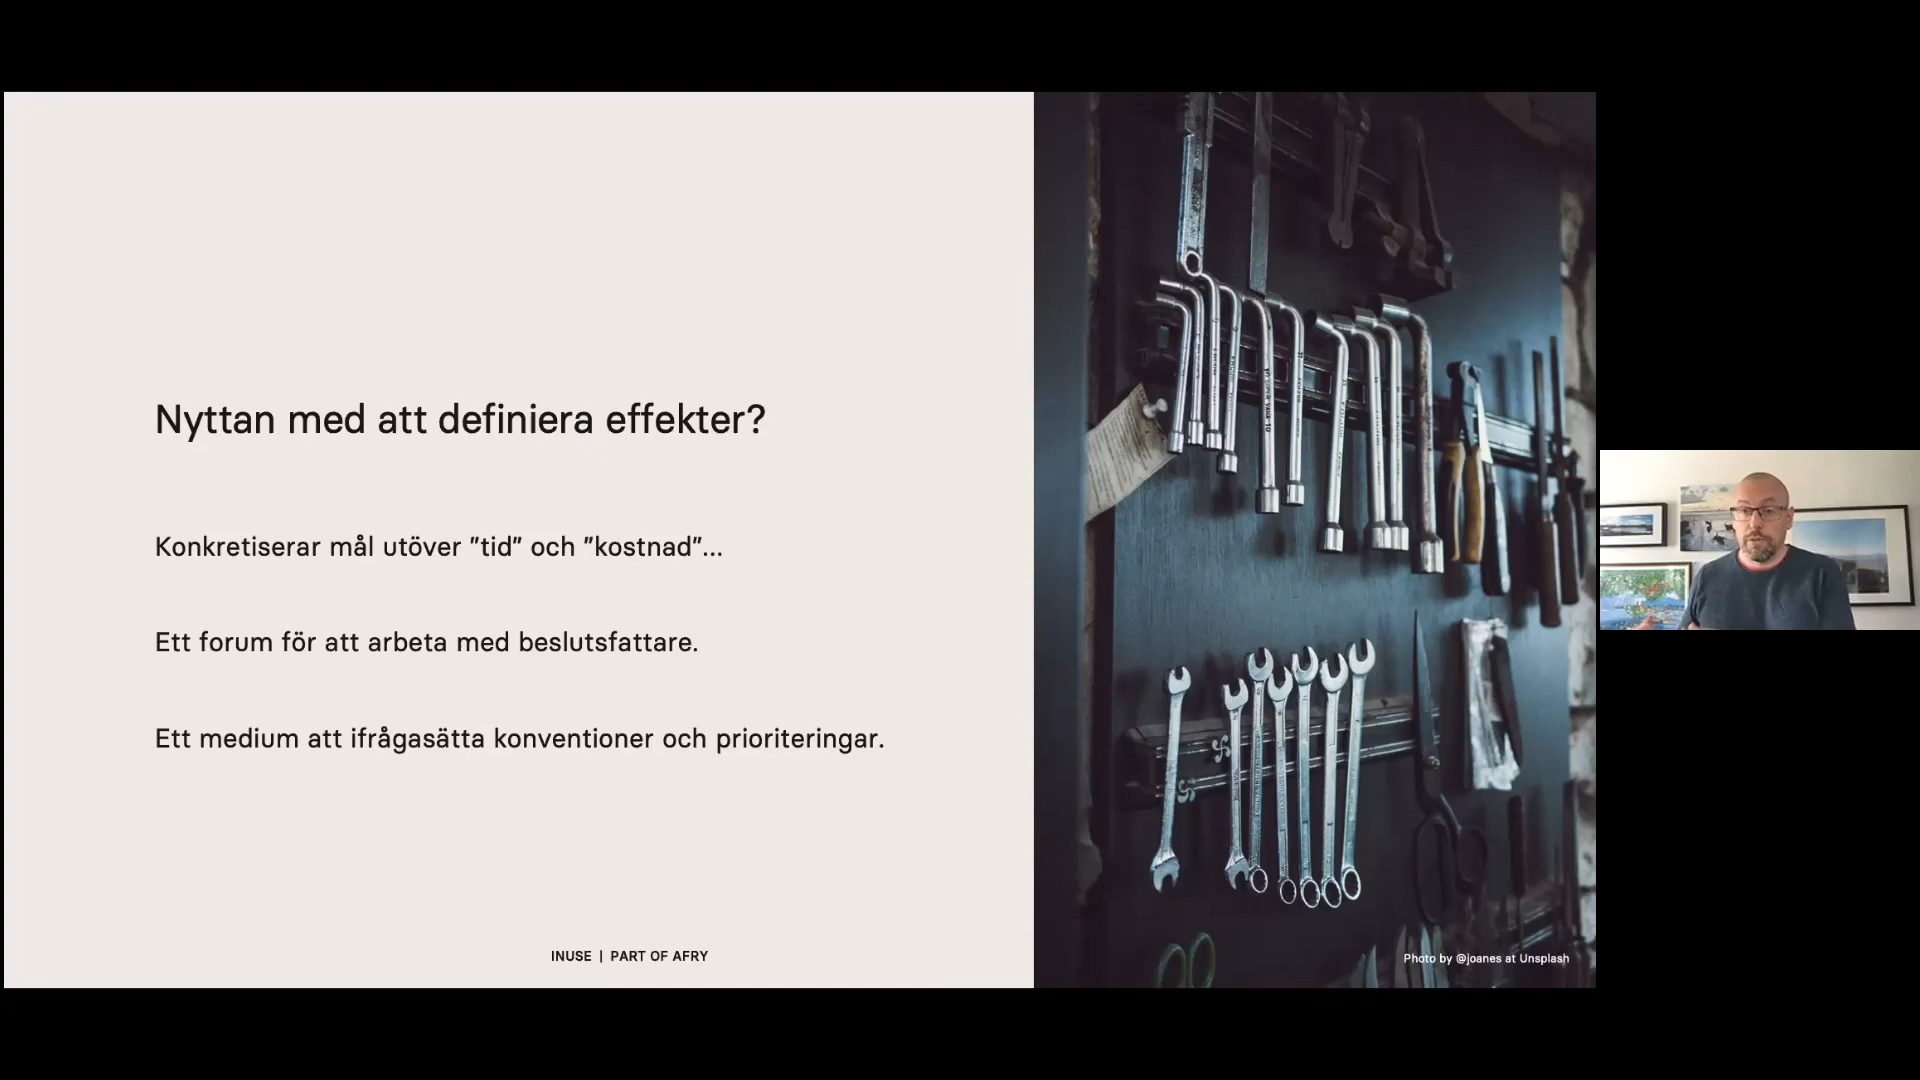 Nyttan med att definiera effekter?
Konkretiserar mål utöver ”tid” och ”kostnad”...
Ett forum för att arbeta med beslutsfattare.
Ett medium att ifrågasätta konventioner och prioriteringar.
INUSE | PART OF AFRY
Photo by @joanes at Unsplash